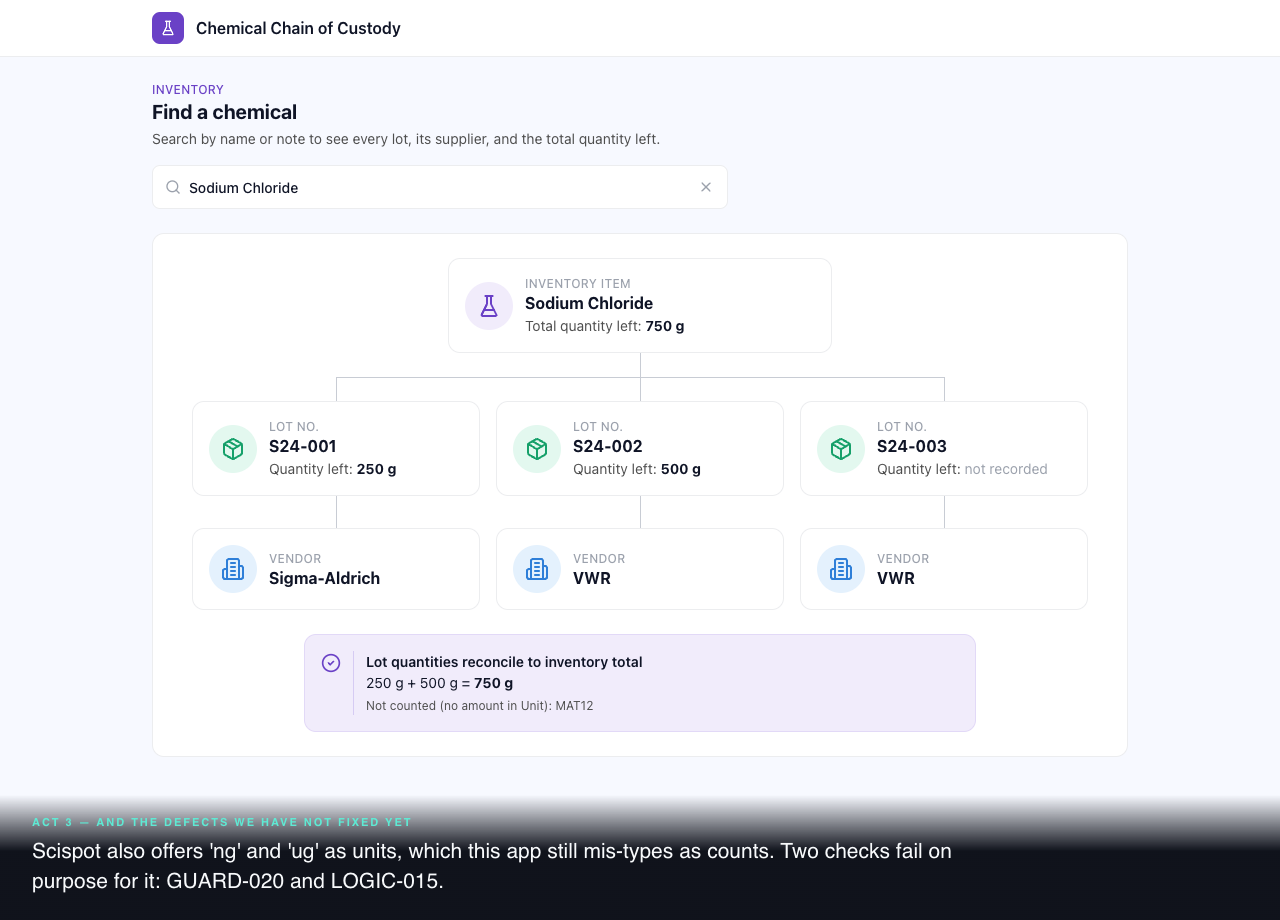 Chemical Chain of Custody
INVENTORY
Find a chemical
Search by name or note to see every lot, its supplier, and the total quantity left.
Sodium Chloride
INVENTORY ITEM
Sodium Chloride
Total quantity left: 750 g
LOT NO.
S24-001
Quantity left: 250 g
LOT NO.
S24-002
Quantity left: 500 g
LOT NO.
S24-003
Quantity left: not recorded
VENDOR
Sigma-Aldrich
VENDOR
VWR
VENDOR
VWR
Lot quantities reconcile to inventory total
250 g + 500 g = 750 g
Not counted (no amount in Unit): MAT12
ACT 3 — AND THE DEFECTS WE HAVE NOT FIXED YET
Scispot also offers 'ng' and 'ug' as units, which this app still mis-types as counts. Two checks fail on
purpose for it: GUARD-020 and LOGIC-015.